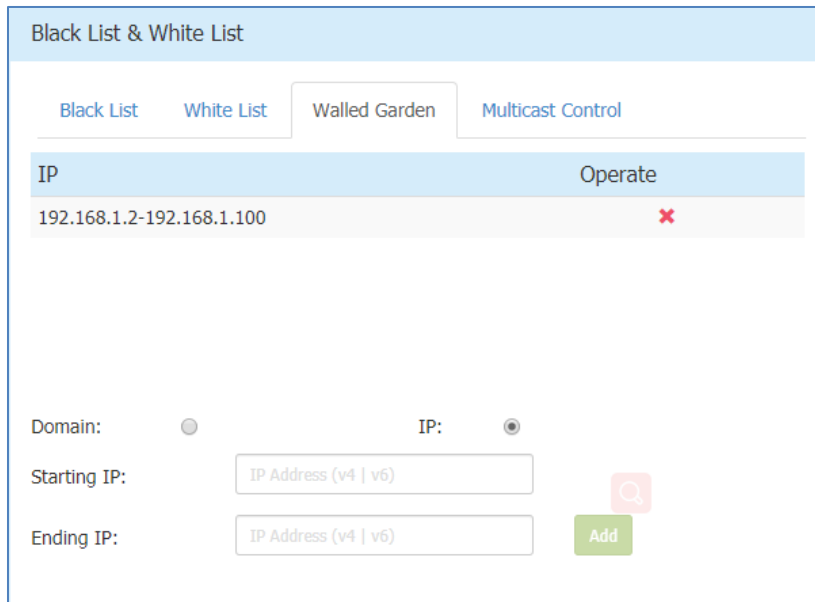 Black List & White List
Black List White List Walled Garden Multicast Control
IP Operate
192.168.1.2-192.168.1.100
Domain: IP:
Starting IP: IP Address (v4 | v6)
Ending IP: IP Address (v4 | v6) Add